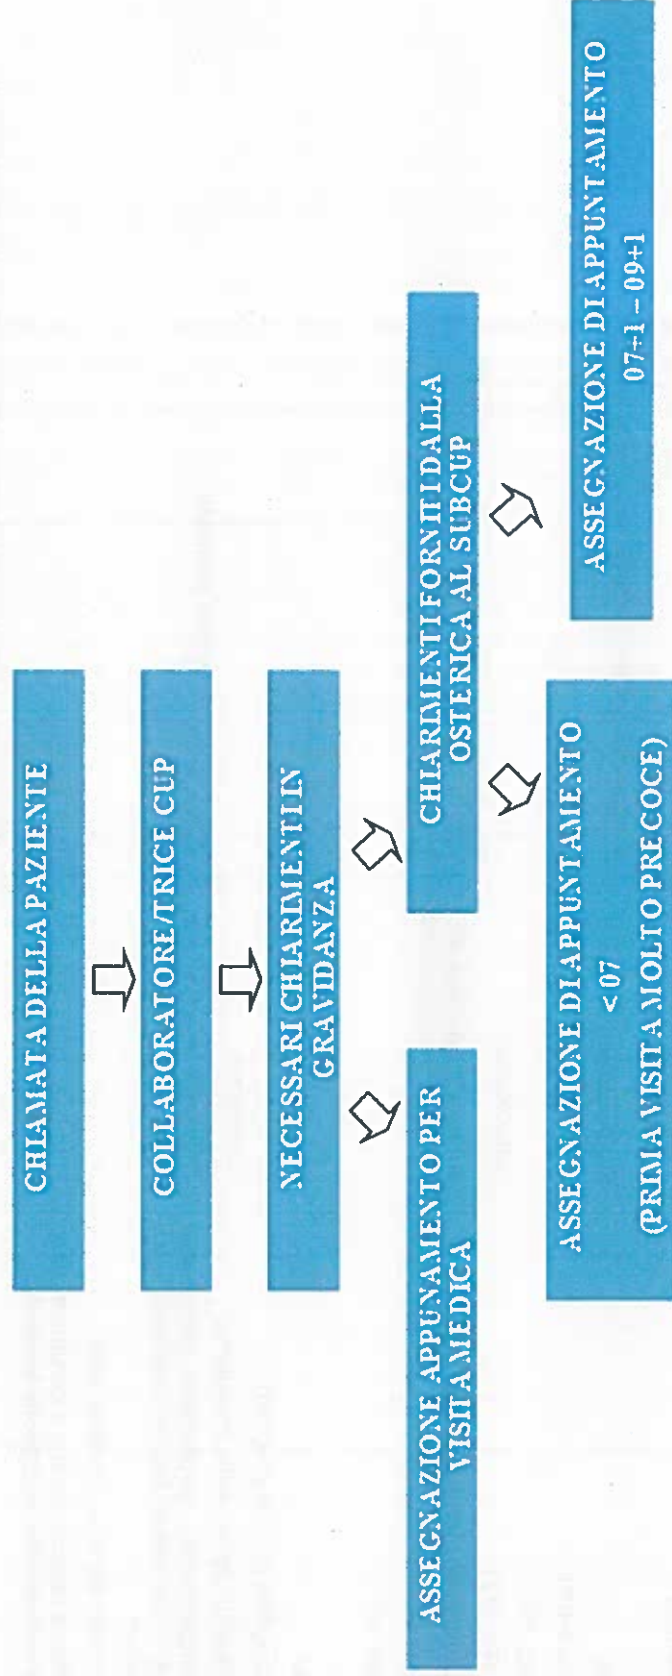 CHIAMATA DELLA PAZIENTE
COLLABORATORE/TRICE CUP
NECESSARI CHIARIMENTI IN
GRAVIDANZA
ASSEGNAZIONE APPUNAMENTO PER
VISITA MEDICA
CHIARIMENTI FORNITI DALLA
OSTERICA AL SUBCUP
ASSEGNAZIONE DI APPUNTAMENTO
< 07
(PRIMA VISITA MOLTO PRECOCE)
ASSEGNAZIONE DI APPUNTAMENTO
07+1 – 09+1